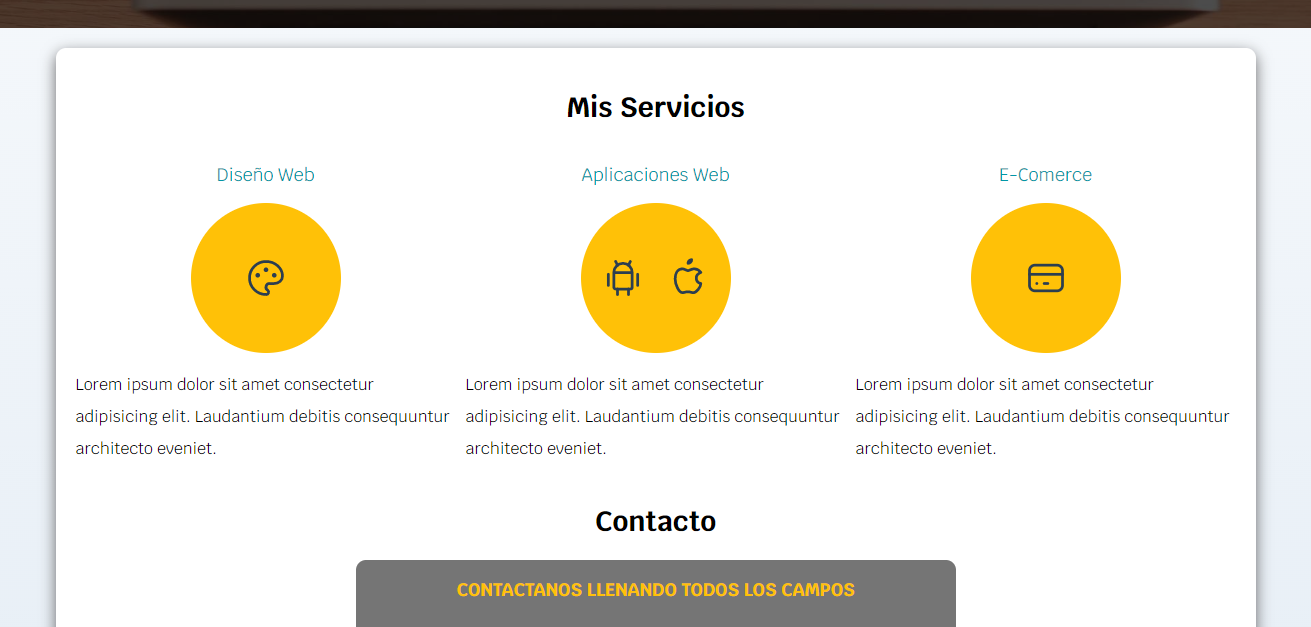 Mis Servicios
Diseño Web
Aplicaciones Web
E-Comerce
Lorem ipsum dolor sit amet consectetur
adipisicing elit. Laudantium debitis consequuntur
architecto eveniet.
Lorem ipsum dolor sit amet consectetur
adipisicing elit. Laudantium debitis consequuntur
architecto eveniet.
Lorem ipsum dolor sit amet consectetur
adipisicing elit. Laudantium debitis consequuntur
architecto eveniet.
Contacto
CONTACTANOS LLENANDO TODOS LOS CAMPOS